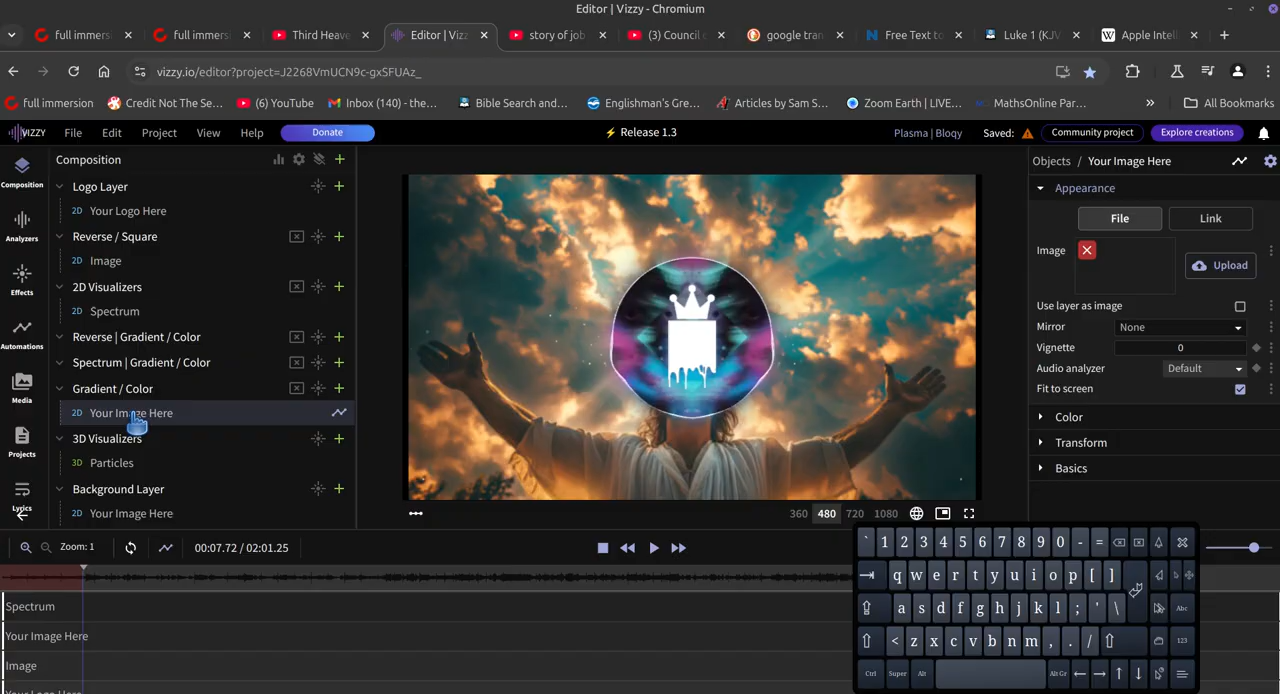 Editor | Vizzy - Chromium
full immers
full immers
Third Heave
Editor | Vizz
story of job
(3) Council o
google tran
Free Text to
Luke 1 (KJV
Apple Intell
vizzy.io/editor?project=J2268VmUCN9c-gxSFUAz_
full immersion
Credit Not The Se...
(6) YouTube
Inbox (140) - the...
Bible Search and...
Englishman's Gre...
Articles by Sam S...
Zoom Earth | LIVE...
MathsOnline Par...
All Bookmarks
VIZZY
File
Edit
Project
View
Help
Donate
⚡ Release 1.3
Plasma | Bloqy
Saved:
Community project
Explore creations
Composition
Analyzers
Effects
Automations
Media
Projects
Lyrics
Composition
Logo Layer
2D Your Logo Here
Reverse / Square
2D Image
2D Visualizers
2D Spectrum
Reverse | Gradient / Color
Spectrum | Gradient / Color
Gradient / Color
2D Your Image Here
3D Visualizers
3D Particles
Background Layer
2D Your Image Here
360 480 720 1080
Objects / Your Image Here
Appearance
File
Link
Image
Upload
Use layer as image
Mirror
None
Vignette
0
Audio analyzer
Default
Fit to screen
Color
Transform
Basics
Zoom: 1
00:07.72 / 02:01.25
Spectrum
Your Image Here
Image
Your Logo Here
` 1 2 3 4 5 6 7 8 9 0 - =
q w e r t y u i o p [ ]
a s d f g h j k l ; ' \
Abc
< z x c v b n m , . /
123
Ctrl Super Alt
Alt Gr